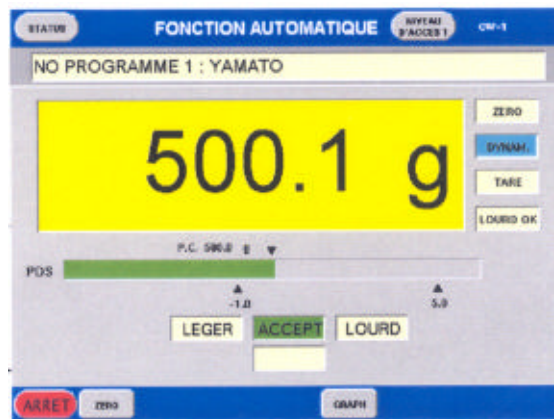 STATUS FONCTION AUTOMATIQUE NIVEAU D'ACCES 1 CW-1
NO PROGRAMME 1 : YAMATO
ZERO
500.1 g
DYNAM.
TARE
LOURD OK
P.C. 500.0 g
POS
-1.0 5.0
LEGER ACCEPT LOURD
ARRET ZERO GRAPH